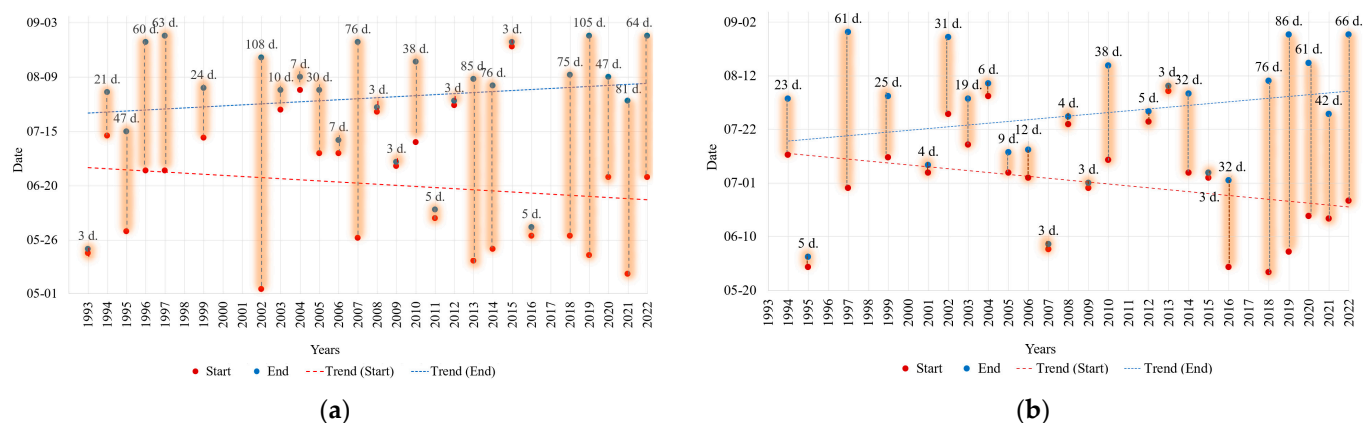 09-03
08-09
07-15
06-20
05-26
05-01
Date
3 d.
21 d.
47 d.
60 d.
63 d.
24 d.
108 d.
10 d.
7 d.
30 d.
7 d.
76 d.
3 d.
3 d.
38 d.
5 d.
3 d.
85 d.
76 d.
3 d.
5 d.
75 d.
105 d.
47 d.
81 d.
64 d.
1993 1994 1995 1996 1997 1998 1999 2000 2001 2002 2003 2004 2005 2006 2007 2008 2009 2010 2011 2012 2013 2014 2015 2016 2017 2018 2019 2020 2021 2022
Years
Start End Trend (Start) Trend (End)
(a)
09-02
08-12
07-22
07-01
06-10
05-20
Date
23 d.
5 d.
61 d.
25 d.
4 d.
31 d.
19 d.
6 d.
9 d.
12 d.
3 d.
4 d.
3 d.
38 d.
5 d.
3 d.
32 d.
3 d.
32 d.
76 d.
86 d.
61 d.
42 d.
66 d.
1993 1994 1995 1996 1997 1998 1999 2000 2001 2002 2003 2004 2005 2006 2007 2008 2009 2010 2011 2012 2013 2014 2015 2016 2017 2018 2019 2020 2021 2022
Years
Start End Trend (Start) Trend (End)
(b)